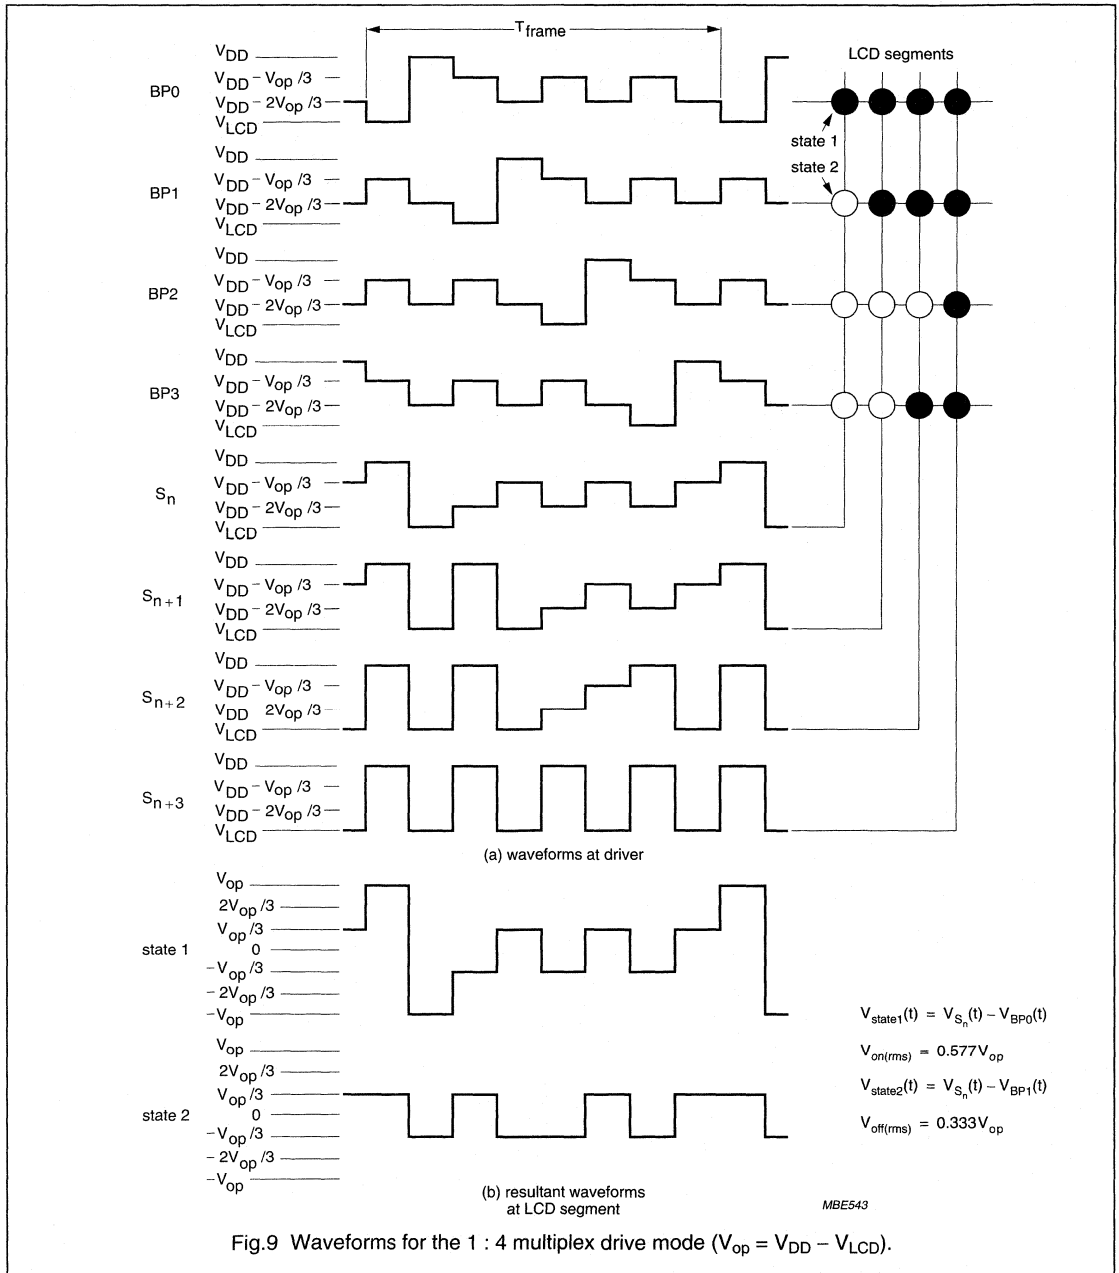 T_frame
LCD segments
BP0
V_DD
V_DD − V_op /3
V_DD − 2V_op /3
V_LCD
state 1
state 2
BP1
V_DD
V_DD − V_op /3
V_DD − 2V_op /3
V_LCD
BP2
V_DD
V_DD − V_op /3
V_DD − 2V_op /3
V_LCD
BP3
V_DD
V_DD − V_op /3
V_DD − 2V_op /3
V_LCD
S_n
V_DD
V_DD − V_op /3
V_DD − 2V_op /3
V_LCD
S_n+1
V_DD
V_DD − V_op /3
V_DD − 2V_op /3
V_LCD
S_n+2
V_DD
V_DD − V_op /3
V_DD 2V_op /3
V_LCD
S_n+3
V_DD
V_DD − V_op /3
V_DD − 2V_op /3
V_LCD
(a) waveforms at driver
state 1
V_op
2V_op /3
V_op /3
0
− V_op /3
− 2V_op /3
− V_op
state 2
V_op
2V_op /3
V_op /3
0
− V_op /3
− 2V_op /3
− V_op
V_state1(t) = V_Sn(t) − V_BP0(t)
V_on(rms) = 0.577V_op
V_state2(t) = V_Sn(t) − V_BP1(t)
V_off(rms) = 0.333V_op
(b) resultant waveforms
at LCD segment
MBE543
Fig.9 Waveforms for the 1 : 4 multiplex drive mode (V_op = V_DD − V_LCD).